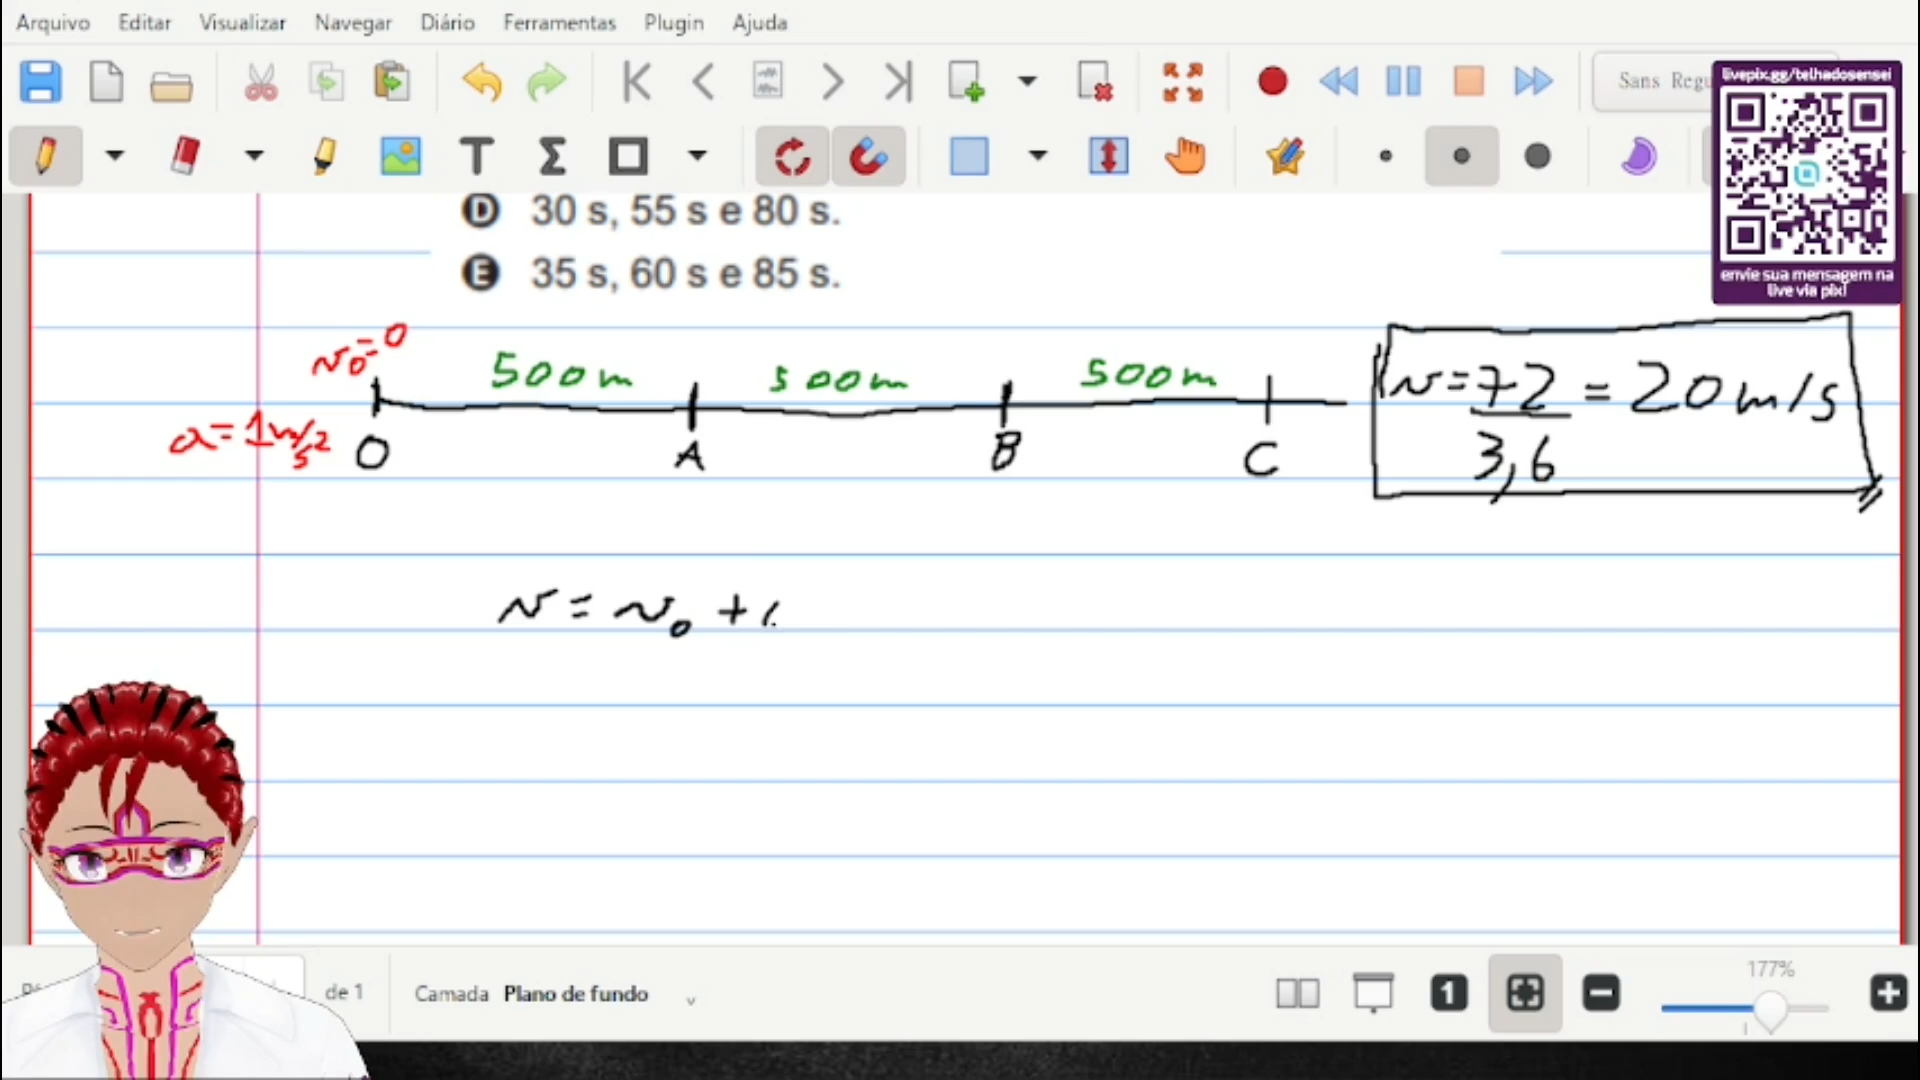 Arquivo Editar Visualizar Navegar Diário Ferramentas Plugin Ajuda
Sans Regu
livepix.gg/telhadosensei
envie sua mensagem na
live via pix!
D 30 s, 55 s e 80 s.
E 35 s, 60 s e 85 s.
v₀=0
500m 500m 500m
v=72/3,6 = 20m/s
a=1m/s²
O A B C
v = v₀ +
de 1
Camada Plano de fundo
177%